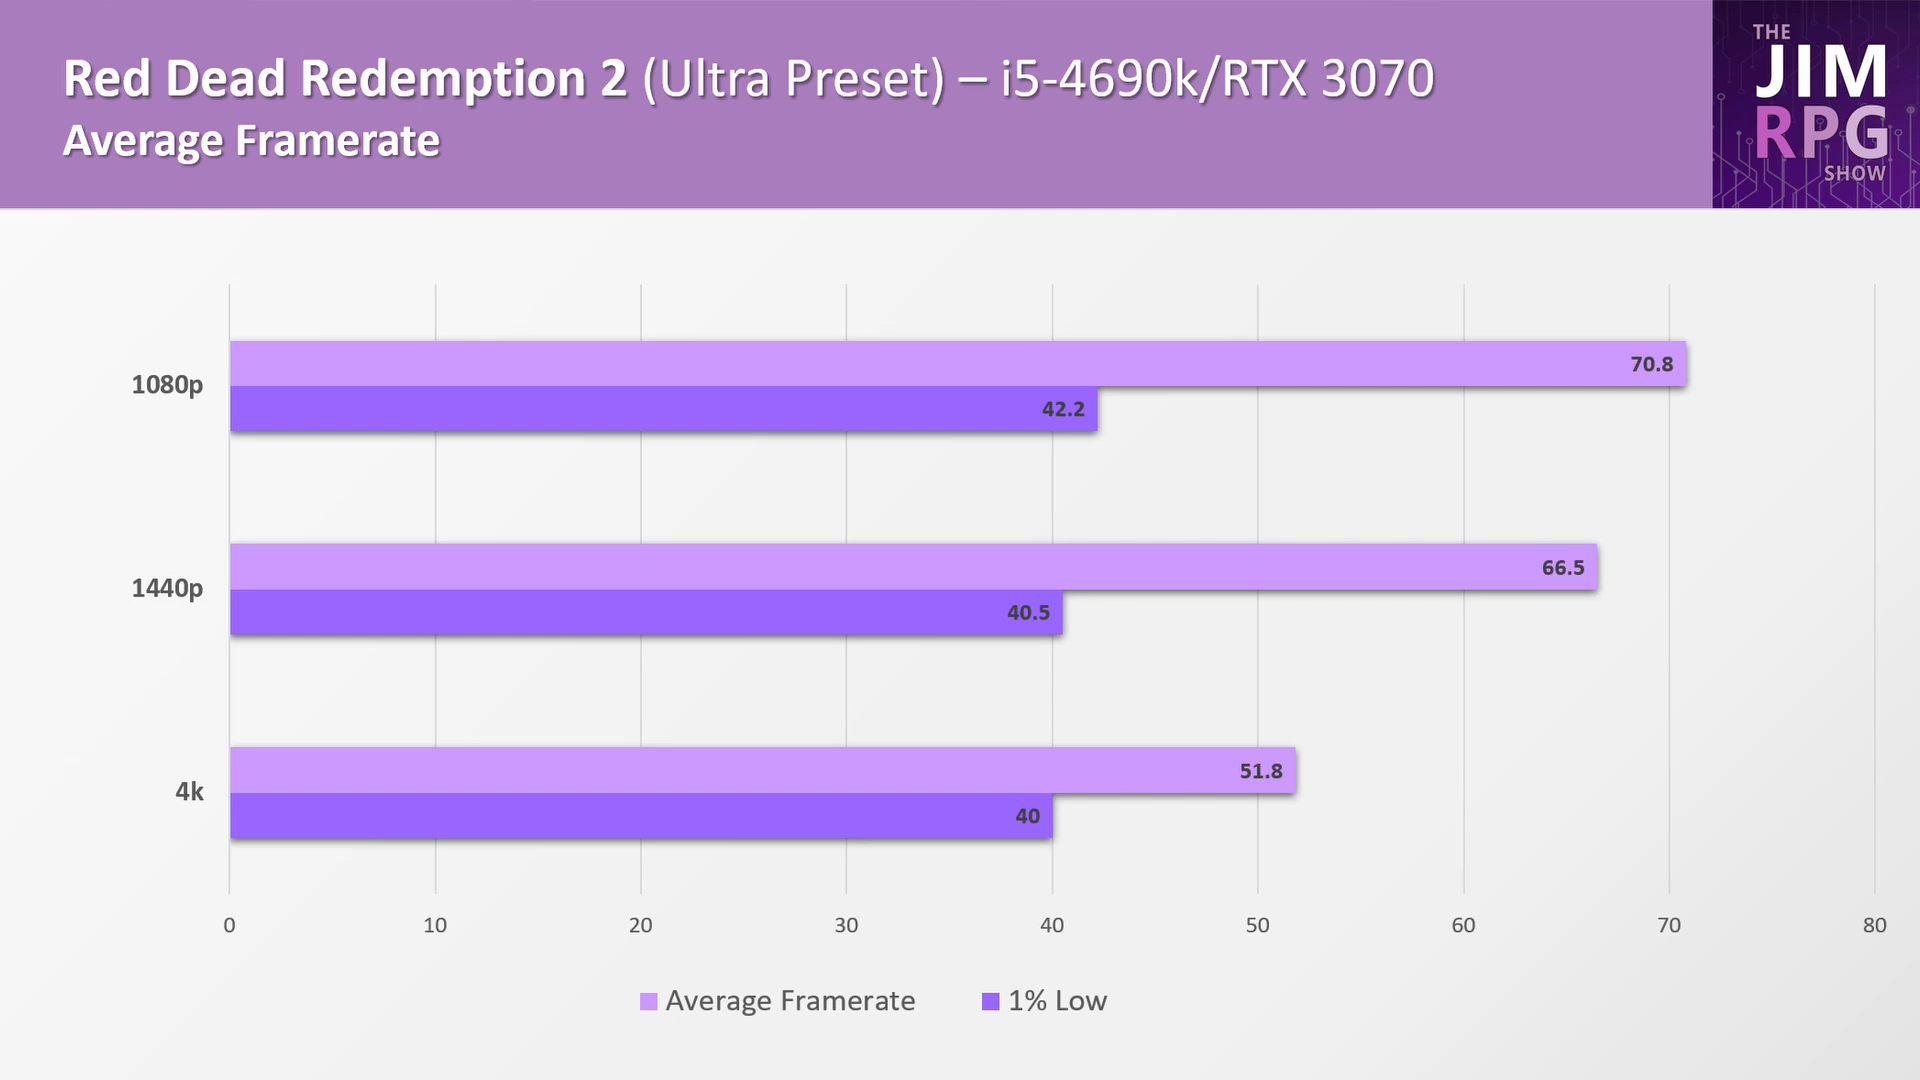 Red Dead Redemption 2 (Ultra Preset) – i5-4690k/RTX 3070
Average Framerate
THE
JIM
RPG
SHOW
1080p
70.8
42.2
1440p
66.5
40.5
4k
51.8
40
0 10 20 30 40 50 60 70 80
Average Framerate 1% Low